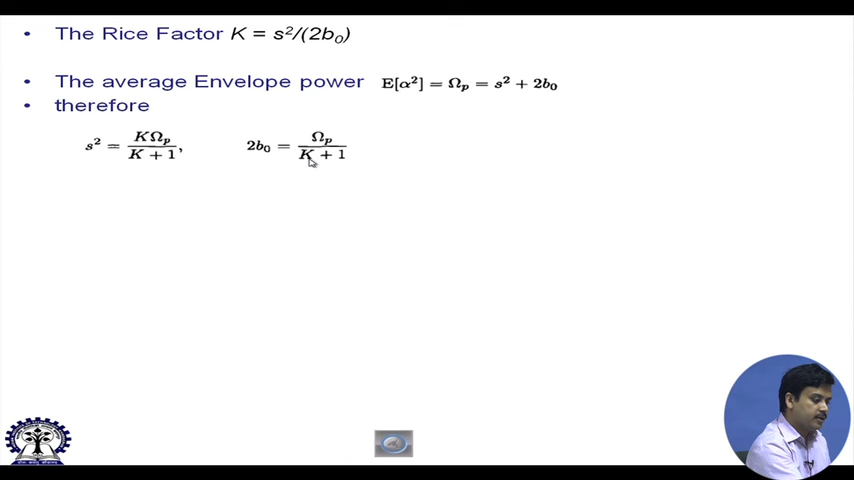 • The Rice Factor K = s²/(2b₀)
• The average Envelope power E[α²] = Ωₚ = s² + 2b₀
• therefore
s² = KΩₚ / K + 1, 2b₀ = Ωₚ / K + 1